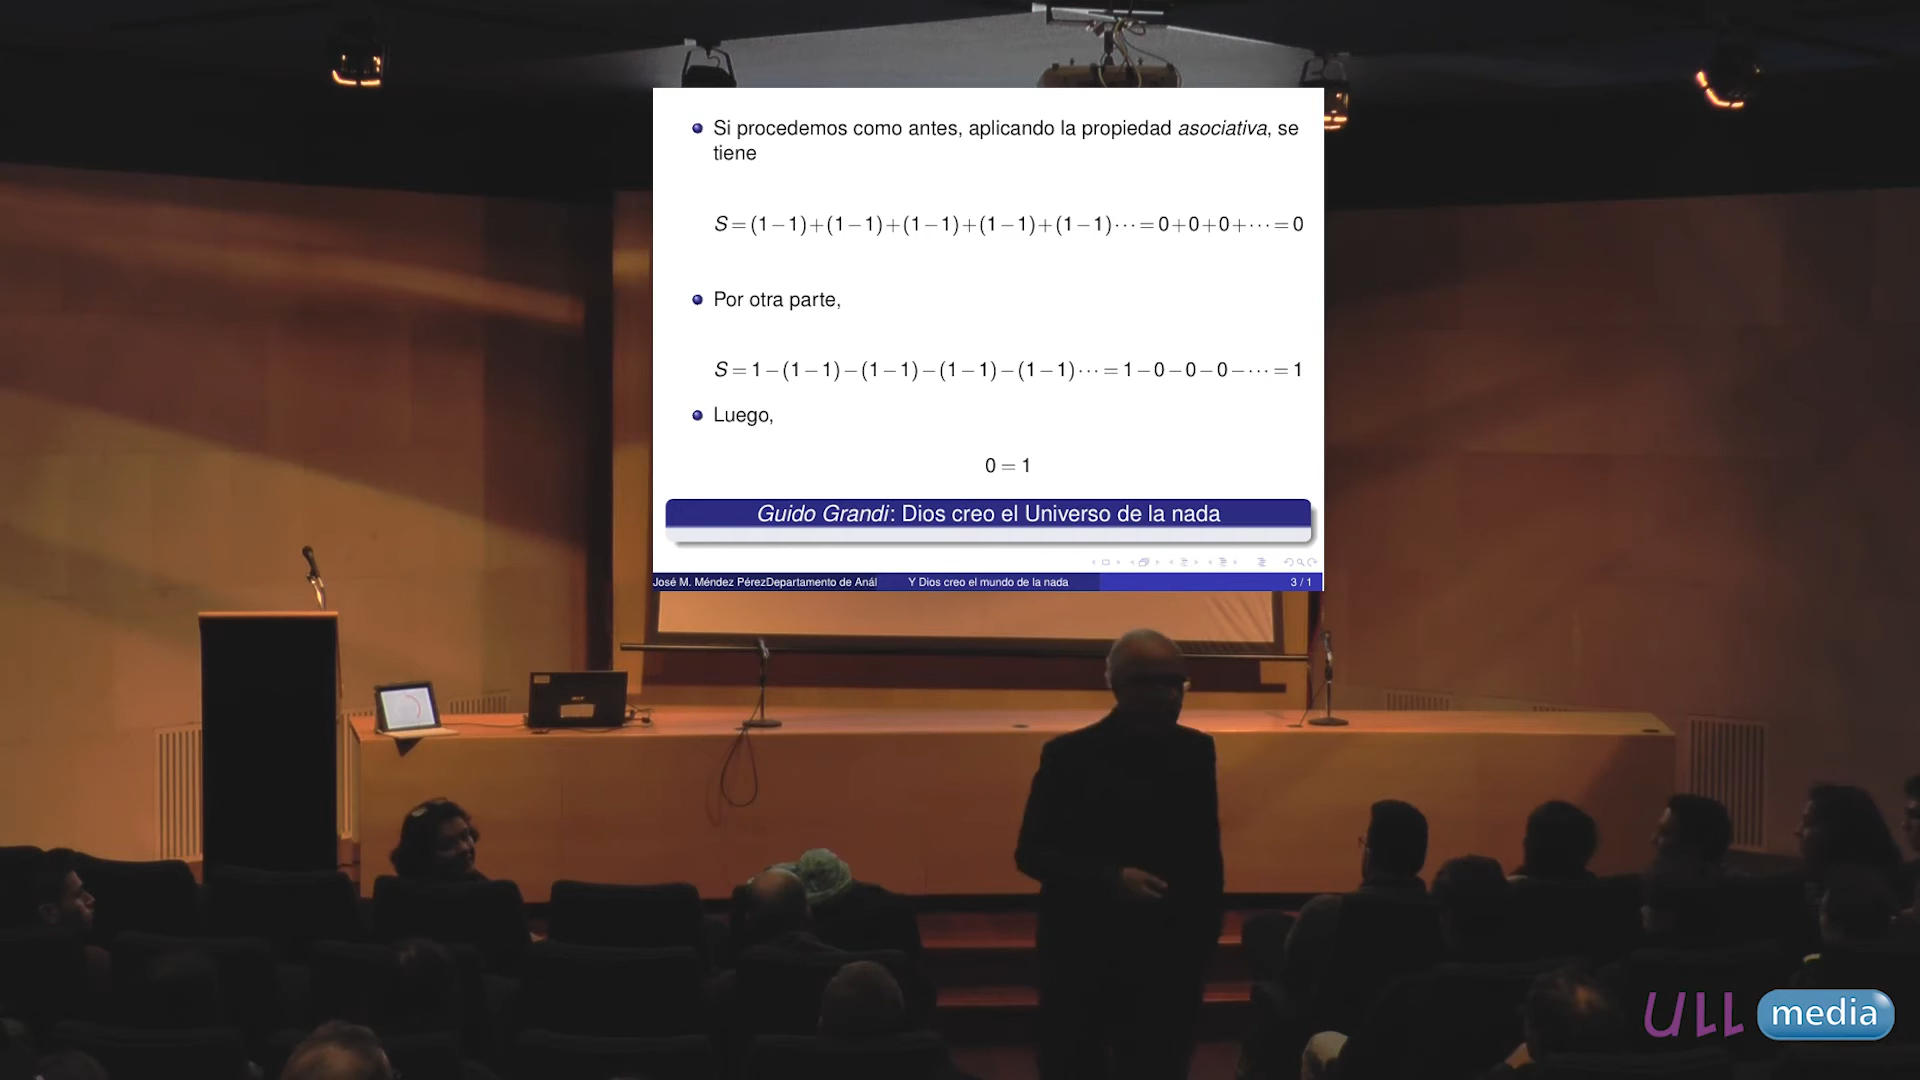 Si procedemos como antes, aplicando la propiedad asociativa, se
tiene
S = (1 − 1) + (1 − 1) + (1 − 1) + (1 − 1) + (1 − 1) ··· = 0 + 0 + 0 + ··· = 0
Por otra parte,
S = 1 − (1 − 1) − (1 − 1) − (1 − 1) − (1 − 1) ··· = 1 − 0 − 0 − 0 − ··· = 1
Luego,
0 = 1
Guido Grandi: Dios creo el Universo de la nada
José M. Méndez PérezDepartamento de Anál Y Dios creo el mundo de la nada 3 / 1
acer
ULL media